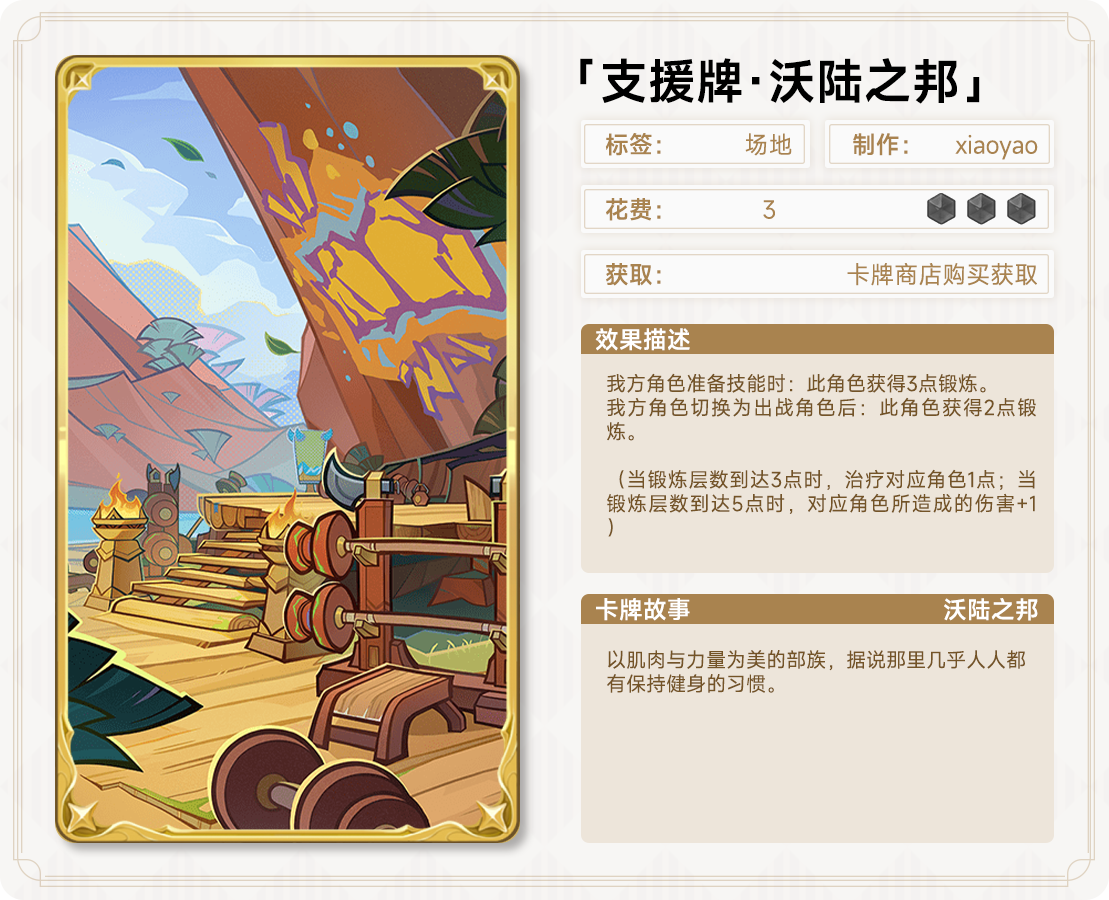 「支援牌·沃陆之邦」
标签： 场地 制作： xiaoyao
花费： 3
获取： 卡牌商店购买获取
效果描述
我方角色准备技能时：此角色获得3点锻炼。
我方角色切换为出战角色后：此角色获得2点锻
炼。
（当锻炼层数到达3点时，治疗对应角色1点；当
锻炼层数到达5点时，对应角色所造成的伤害+1
）
卡牌故事 沃陆之邦
以肌肉与力量为美的部族，据说那里几乎人人都
有保持健身的习惯。